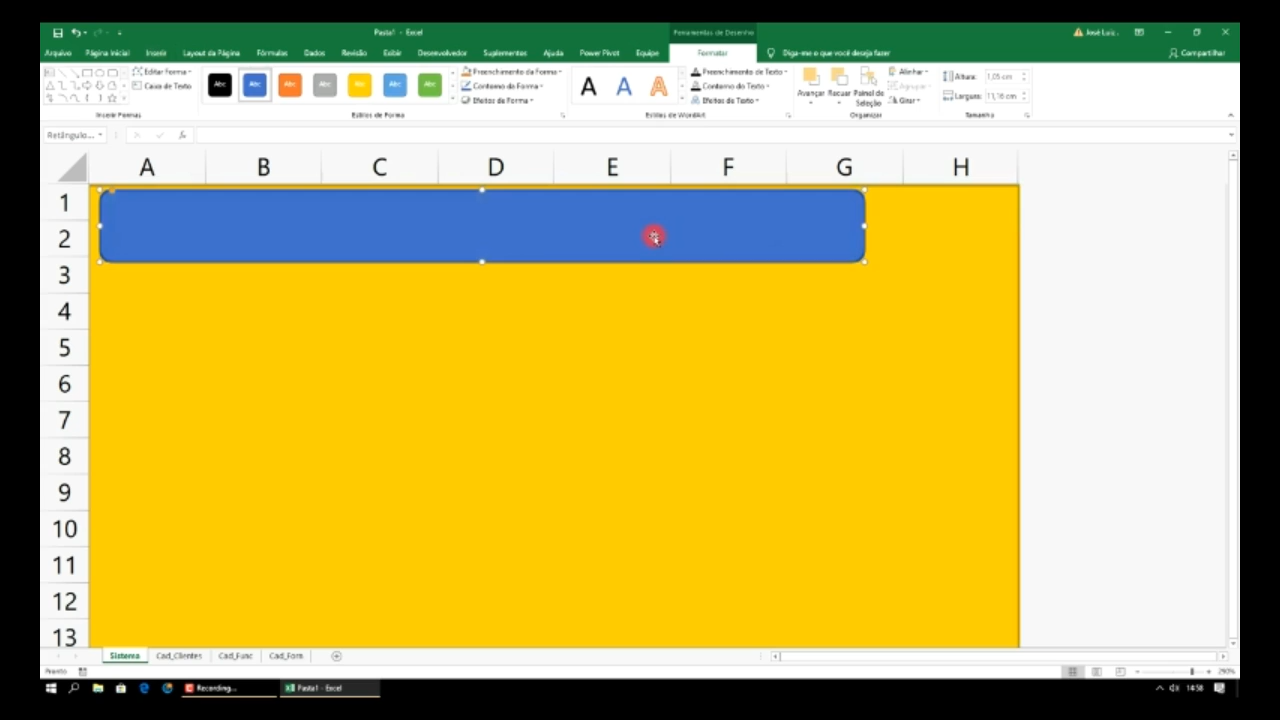 Pasta1 - Excel
Ferramentas de Desenho
José Luiz .
Arquivo Página Inicial Inserir Layout da Página Fórmulas Dados Revisão Exibir Desenvolvedor Suplementos Ajuda Power Pivot Equipe Formatar Diga-me o que você deseja fazer Compartilhar
Editar Forma
Caixa de Texto
Inserir Formas
Abc Abc Abc Abc Abc Abc Abc
Preenchimento da Forma
Contorno da Forma
Efeitos de Forma
Estilos de Forma
A A A
Preenchimento de Texto
Contorno do Texto
Efeitos de Texto
Estilos de WordArt
Avançar Recuar Painel de Seleção
Alinhar
Agrupar
Girar
Organizar
Altura: 1,05 cm
Largura: 11,16 cm
Tamanho
Retângulo... fx
A B C D E F G H
1
2
3
4
5
6
7
8
9
10
11
12
13
Sistema Cad_Clientes Cad_Func Cad_Forn
Pronto
290%
Recording... Pasta1 - Excel 14:58